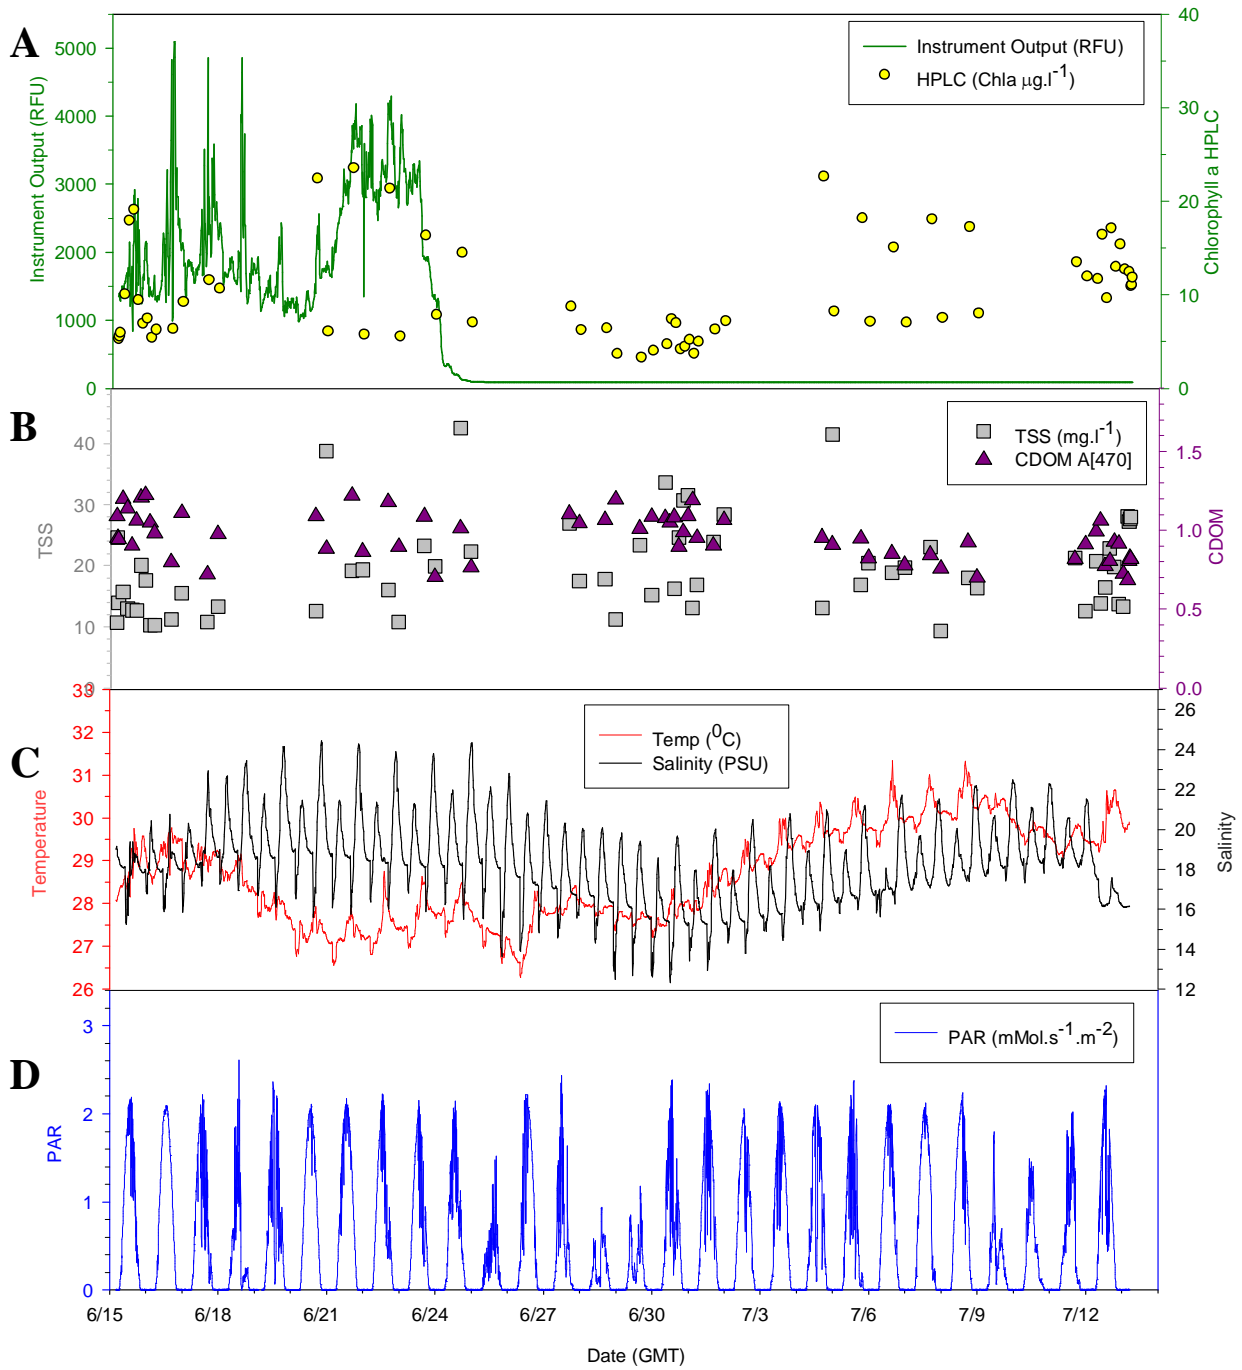 A
Instrument Output (RFU)
5000
4000
3000
2000
1000
0
Instrument Output (RFU)
HPLC (Chla μg.l-1)
40
30
20
10
0
Chlorophyll a HPLC
B
TSS
40
30
20
10
0
TSS (mg.l-1)
CDOM A[470]
1.5
1.0
0.5
0.0
CDOM
C
Temperature
33
32
31
30
29
28
27
26
Temp (0C)
Salinity (PSU)
26
24
22
20
18
16
14
12
Salinity
D
PAR
3
2
1
0
PAR (mMol.s-1.m-2)
6/15 6/18 6/21 6/24 6/27 6/30 7/3 7/6 7/9 7/12
Date (GMT)